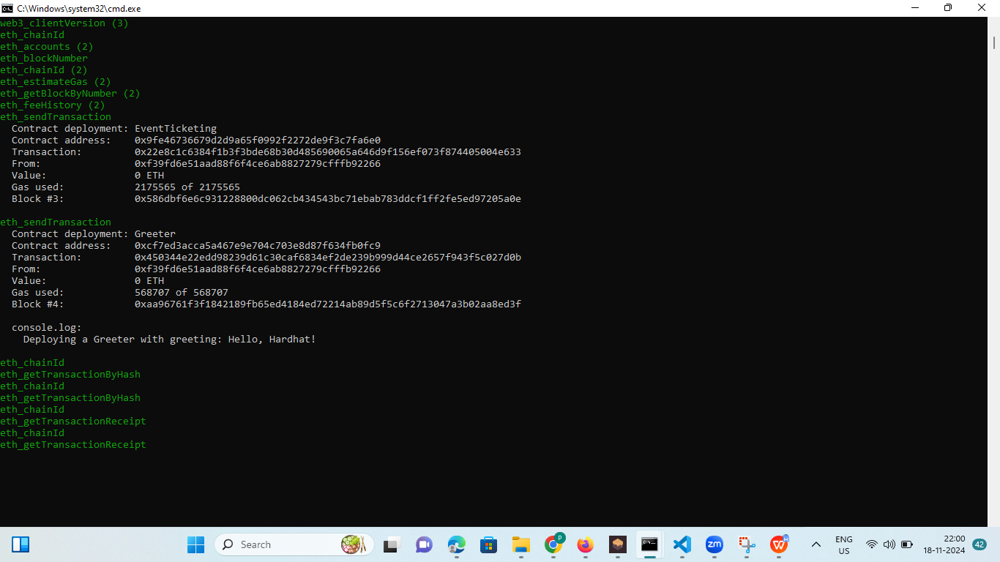 C:\Windows\system32\cmd.exe
web3_clientVersion (3)
eth_chainId
eth_accounts (2)
eth_blockNumber
eth_chainId (2)
eth_estimateGas (2)
eth_getBlockByNumber (2)
eth_feeHistory (2)
eth_sendTransaction
Contract deployment: EventTicketing
Contract address: 0x9fe46736679d2d9a65f0992f2272de9f3c7fa6e0
Transaction: 0x22e8c1c6384f1b3f3bde68b30d485690065a646d9f156ef073f874405004e633
From: 0xf39fd6e51aad88f6f4ce6ab8827279cfffb92266
Value: 0 ETH
Gas used: 2175565 of 2175565
Block #3: 0x586dbf6e6c931228800dc062cb434543bc71ebab783ddcf1ff2fe5ed97205a0e
eth_sendTransaction
Contract deployment: Greeter
Contract address: 0xcf7ed3acca5a467e9e704c703e8d87f634fb0fc9
Transaction: 0x450344e22edd98239d61c30caf6834ef2de239b999d44ce2657f943f5c027d0b
From: 0xf39fd6e51aad88f6f4ce6ab8827279cfffb92266
Value: 0 ETH
Gas used: 568707 of 568707
Block #4: 0xaa96761f3f1842189fb65ed4184ed72214ab89d5f5c6f2713047a3b02aa8ed3f
console.log:
Deploying a Greeter with greeting: Hello, Hardhat!
eth_chainId
eth_getTransactionByHash
eth_chainId
eth_getTransactionByHash
eth_chainId
eth_getTransactionReceipt
eth_chainId
eth_getTransactionReceipt
Search
P
zm
W
ENG
US
22:00
18-11-2024
42